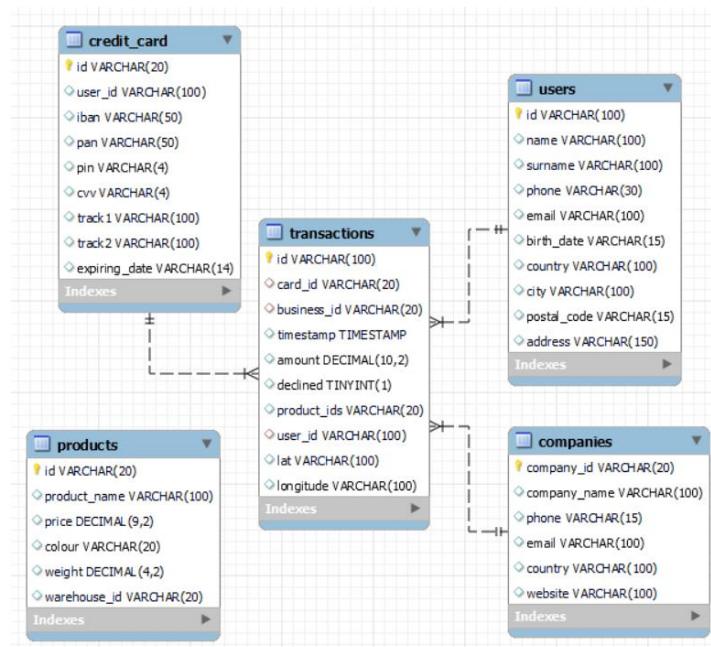 credit_card
id VARCHAR(20)
user_id VARCHAR(100)
iban VARCHAR(50)
pan VARCHAR(50)
pin VARCHAR(4)
cvv VARCHAR(4)
track1 VARCHAR(100)
track2 VARCHAR(100)
expiring_date VARCHAR(14)
Indexes
users
id VARCHAR(100)
name VARCHAR(100)
surname VARCHAR(100)
phone VARCHAR(30)
email VARCHAR(100)
birth_date VARCHAR(15)
country VARCHAR(100)
city VARCHAR(100)
postal_code VARCHAR(15)
address VARCHAR(150)
Indexes
transactions
id VARCHAR(100)
card_id VARCHAR(20)
business_id VARCHAR(20)
timestamp TIMESTAMP
amount DECIMAL(10,2)
declined TINYINT(1)
product_ids VARCHAR(20)
user_id VARCHAR(100)
lat VARCHAR(100)
longitude VARCHAR(100)
Indexes
products
id VARCHAR(20)
product_name VARCHAR(100)
price DECIMAL(9,2)
colour VARCHAR(20)
weight DECIMAL(4,2)
warehouse_id VARCHAR(20)
Indexes
companies
company_id VARCHAR(20)
company_name VARCHAR(100)
phone VARCHAR(15)
email VARCHAR(100)
country VARCHAR(100)
website VARCHAR(100)
Indexes